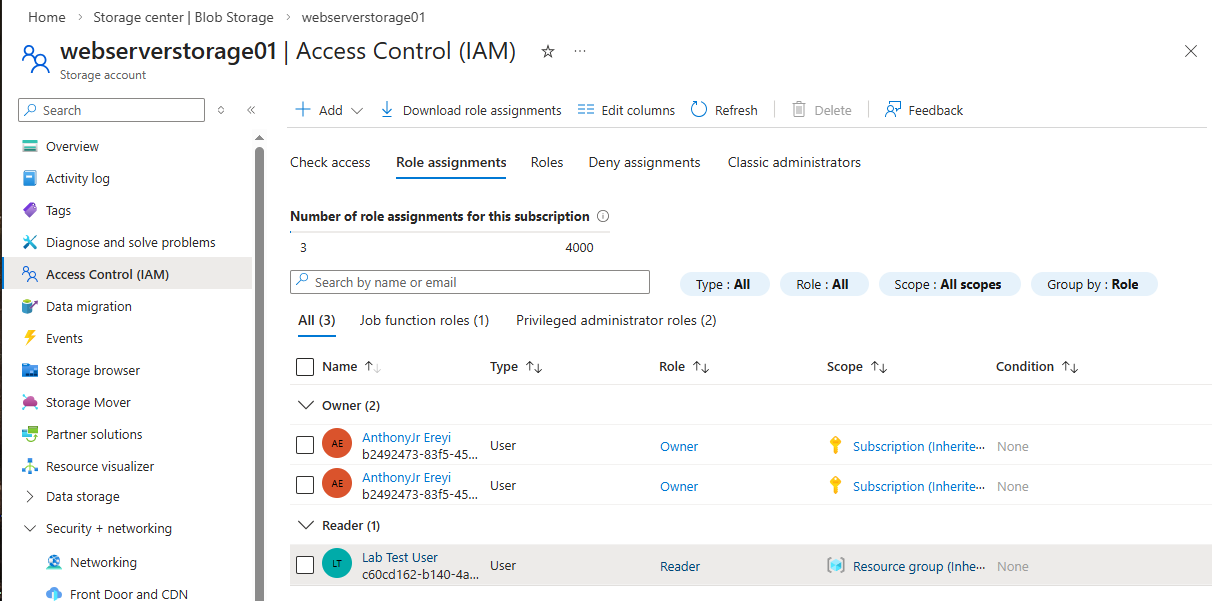 Home > Storage center | Blob Storage > webserverstorage01
webserverstorage01 | Access Control (IAM) ☆ ···
Storage account
Search
Overview
Activity log
Tags
Diagnose and solve problems
Access Control (IAM)
Data migration
Events
Storage browser
Storage Mover
Partner solutions
Resource visualizer
Data storage
Security + networking
Networking
Front Door and CDN
Add Download role assignments Edit columns Refresh Delete Feedback
Check access Role assignments Roles Deny assignments Classic administrators
Number of role assignments for this subscription
3 4000
Search by name or email Type : All Role : All Scope : All scopes Group by : Role
All (3) Job function roles (1) Privileged administrator roles (2)
Name Type Role Scope Condition
Owner (2)
AE AnthonyJr Ereyi User Owner Subscription (Inherite... None
b2492473-83f5-45...
AE AnthonyJr Ereyi User Owner Subscription (Inherite... None
b2492473-83f5-45...
Reader (1)
LT Lab Test User User Reader Resource group (Inhe... None
c60cd162-b140-4a...